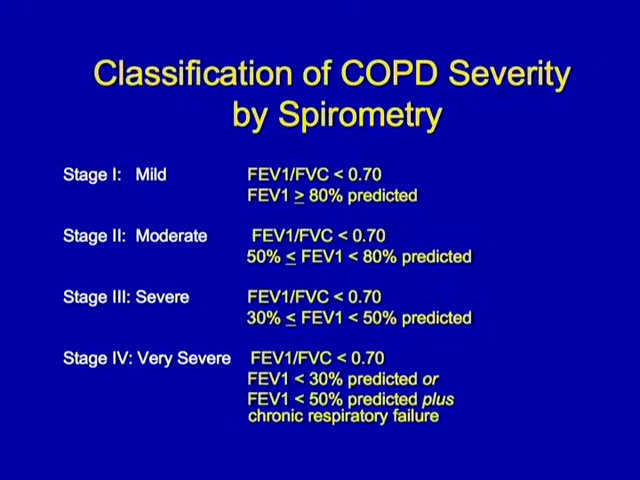 Classification of COPD Severity
by Spirometry
Stage I: Mild FEV1/FVC < 0.70
FEV1 ≥ 80% predicted
Stage II: Moderate FEV1/FVC < 0.70
50% ≤ FEV1 < 80% predicted
Stage III: Severe FEV1/FVC < 0.70
30% ≤ FEV1 < 50% predicted
Stage IV: Very Severe FEV1/FVC < 0.70
FEV1 < 30% predicted or
FEV1 < 50% predicted plus
chronic respiratory failure